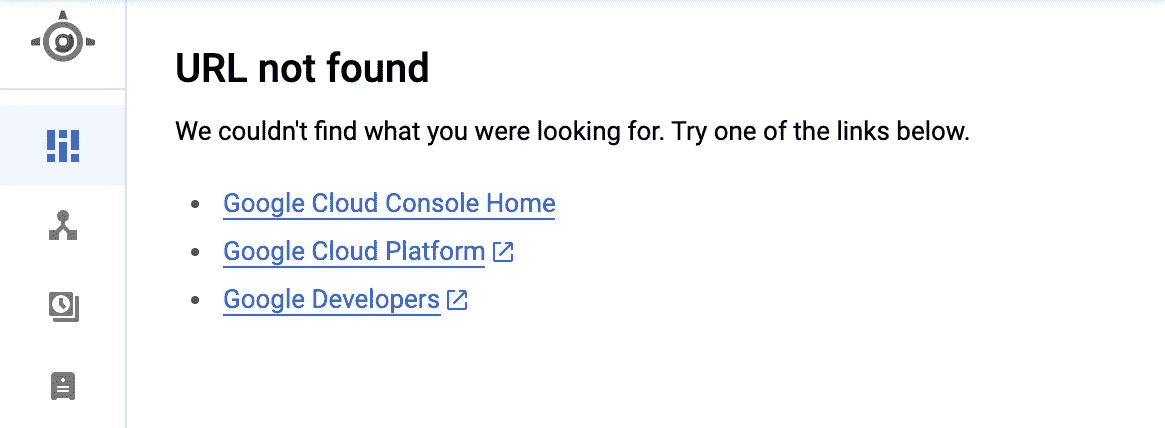 URL not found
We couldn't find what you were looking for. Try one of the links below.
Google Cloud Console Home
Google Cloud Platform
Google Developers